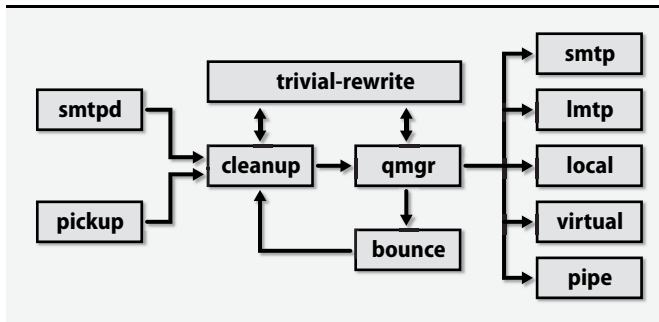 smtp
trivial-rewrite
smtpd
lmtp
cleanup
qmgr
local
pickup
virtual
bounce
pipe